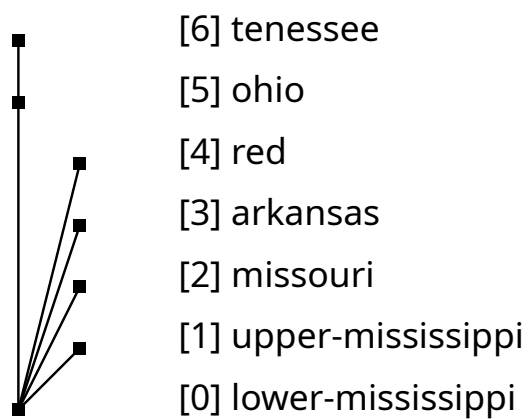 [6] tenessee
[5] ohio
[4] red
[3] arkansas
[2] missouri
[1] upper-mississippi
[0] lower-mississippi